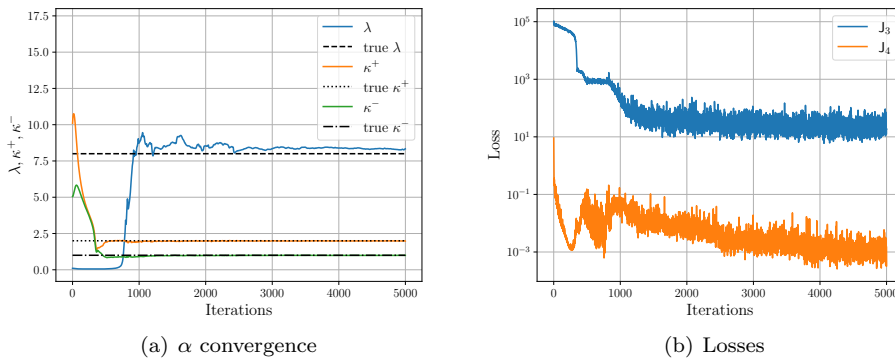 17.5
15.0
12.5
10.0
7.5
5.0
2.5
0.0
λ, κ⁺, κ⁻
λ
true λ
κ⁺
true κ⁺
κ⁻
true κ⁻
0 1000 2000 3000 4000 5000
Iterations
(a) α convergence
10⁵
10³
10¹
10⁻¹
10⁻³
Loss
J₃
J₄
0 1000 2000 3000 4000 5000
Iterations
(b) Losses